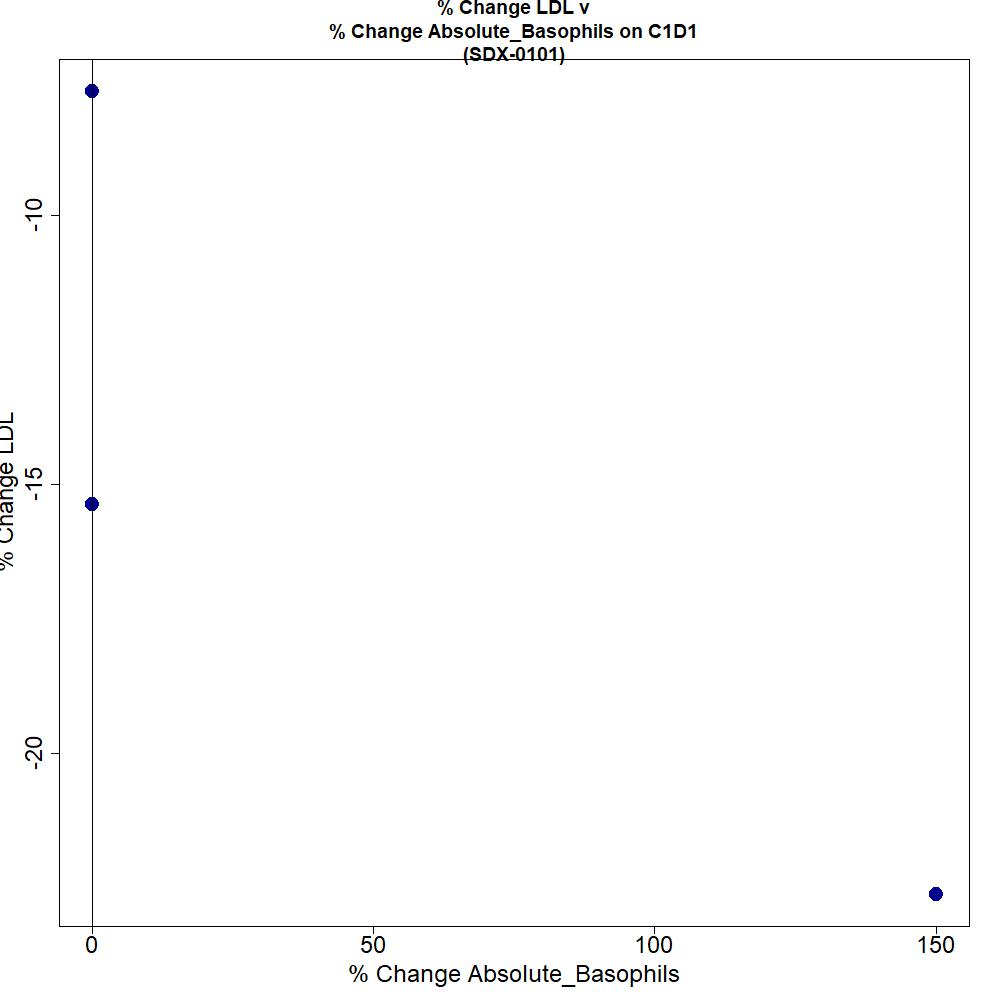 % Change LDL v
% Change Absolute_Basophils on C1D1
(SDX-0101)
% Change LDL
-10
-15
-20
0
50
100
150
% Change Absolute_Basophils